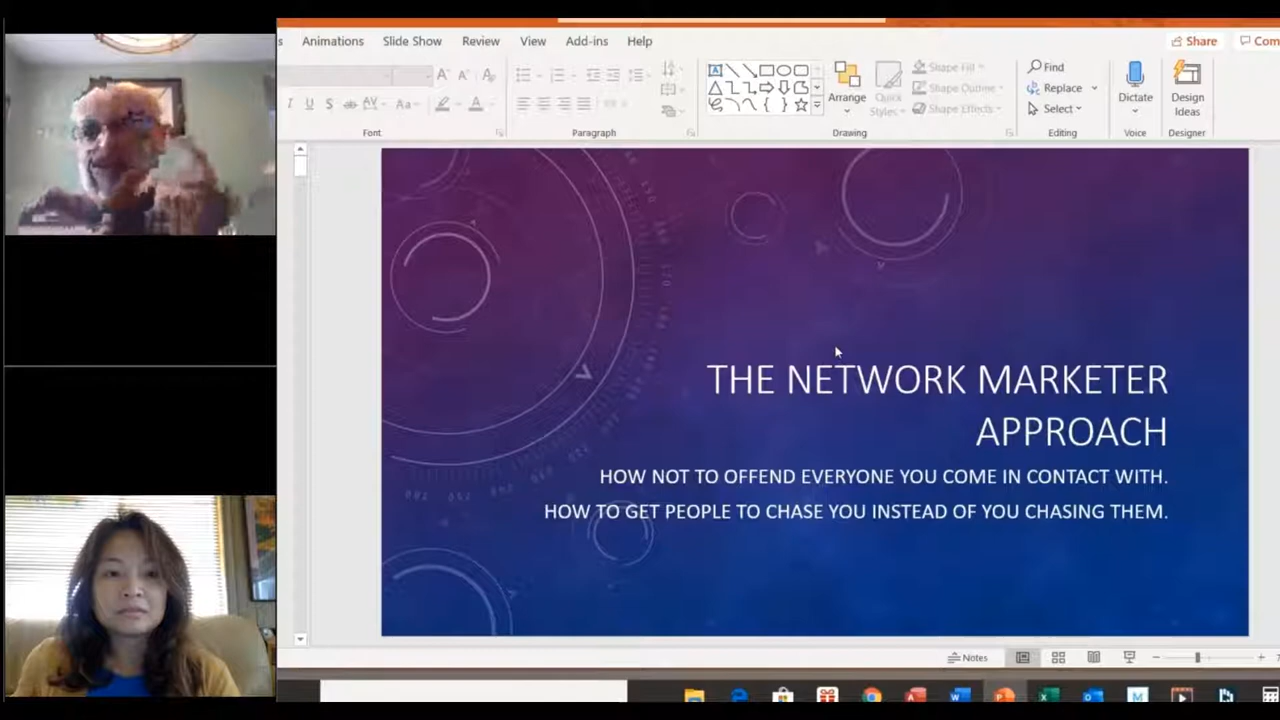 s Animations Slide Show Review View Add-ins Help Share Com
Shape Fill Find
Arrange Quick Shape Outline Replace Dictate Design
Styles Shape Effects Select Ideas
Font Paragraph Drawing Editing Voice Designer
THE NETWORK MARKETER
APPROACH
HOW NOT TO OFFEND EVERYONE YOU COME IN CONTACT WITH.
HOW TO GET PEOPLE TO CHASE YOU INSTEAD OF YOU CHASING THEM.
Notes